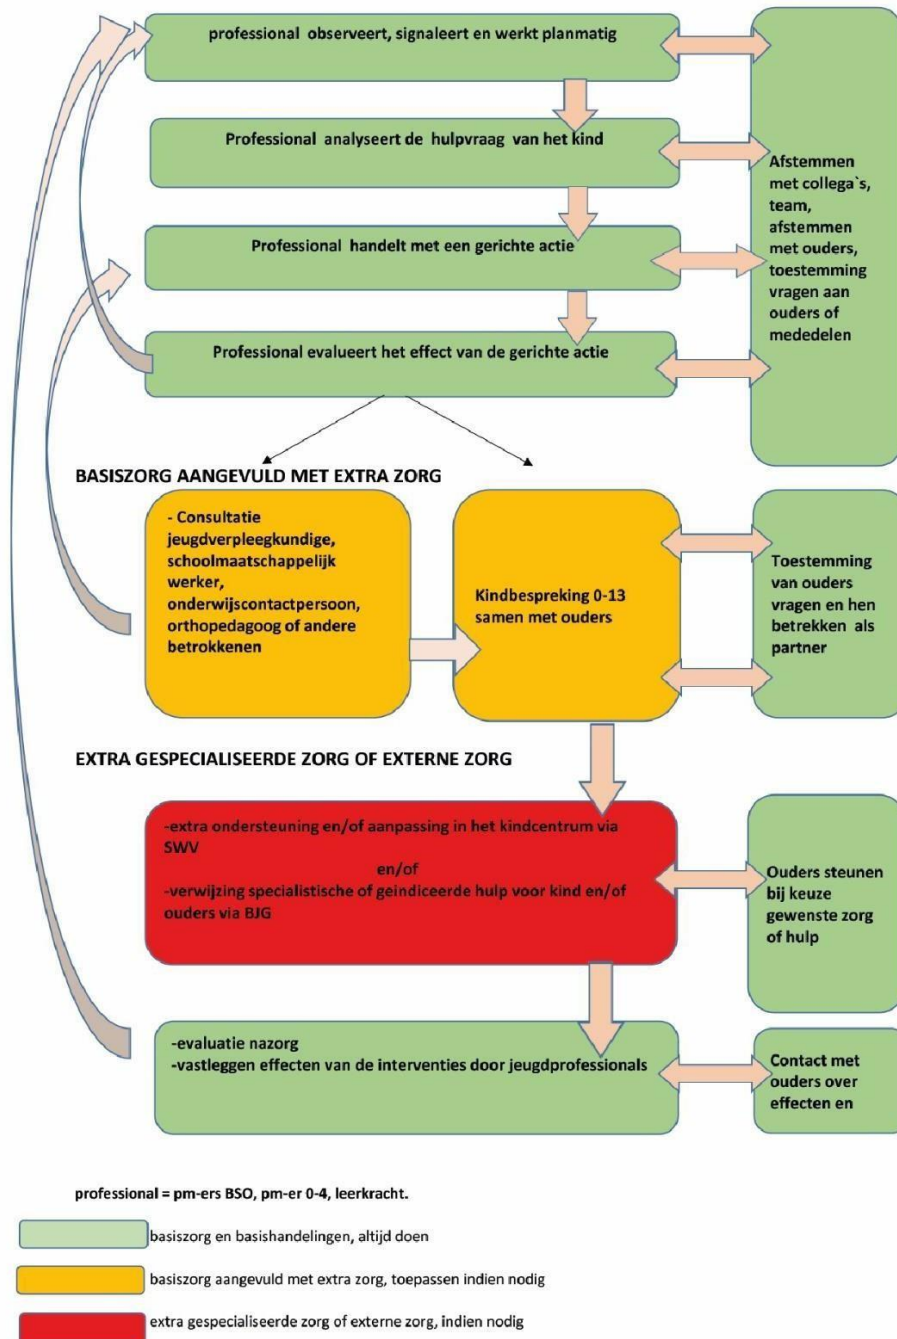 professional observeert, signaleert en werkt planmatig
Professional analyseert de hulpvraag van het kind
Professional handelt met een gerichte actie
Professional evalueert het effect van de gerichte actie
Afstemmen
met collega`s,
team,
afstemmen
met ouders,
toestemming
vragen aan
ouders of
mededelen
BASISZORG AANGEVULD MET EXTRA ZORG
- Consultatie
jeugdverpleegkundige,
schoolmaatschappelijk
werker,
onderwijscontactpersoon,
orthopedagoog of andere
betrokkenen
Kindbespreking 0-13
samen met ouders
Toestemming
van ouders
vragen en hen
betrekken als
partner
EXTRA GESPECIALISEERDE ZORG OF EXTERNE ZORG
-extra ondersteuning en/of aanpassing in het kindcentrum via
SWV
en/of
-verwijzing specialistische of geindiceerde hulp voor kind en/of
ouders via BJG
Ouders steunen
bij keuze
gewenste zorg
of hulp
-evaluatie nazorg
-vastleggen effecten van de interventies door jeugdprofessionals
Contact met
ouders over
effecten en
professional = pm-ers BSO, pm-er 0-4, leerkracht.
basiszorg en basishandelingen, altijd doen
basiszorg aangevuld met extra zorg, toepassen indien nodig
extra gespecialiseerde zorg of externe zorg, indien nodig